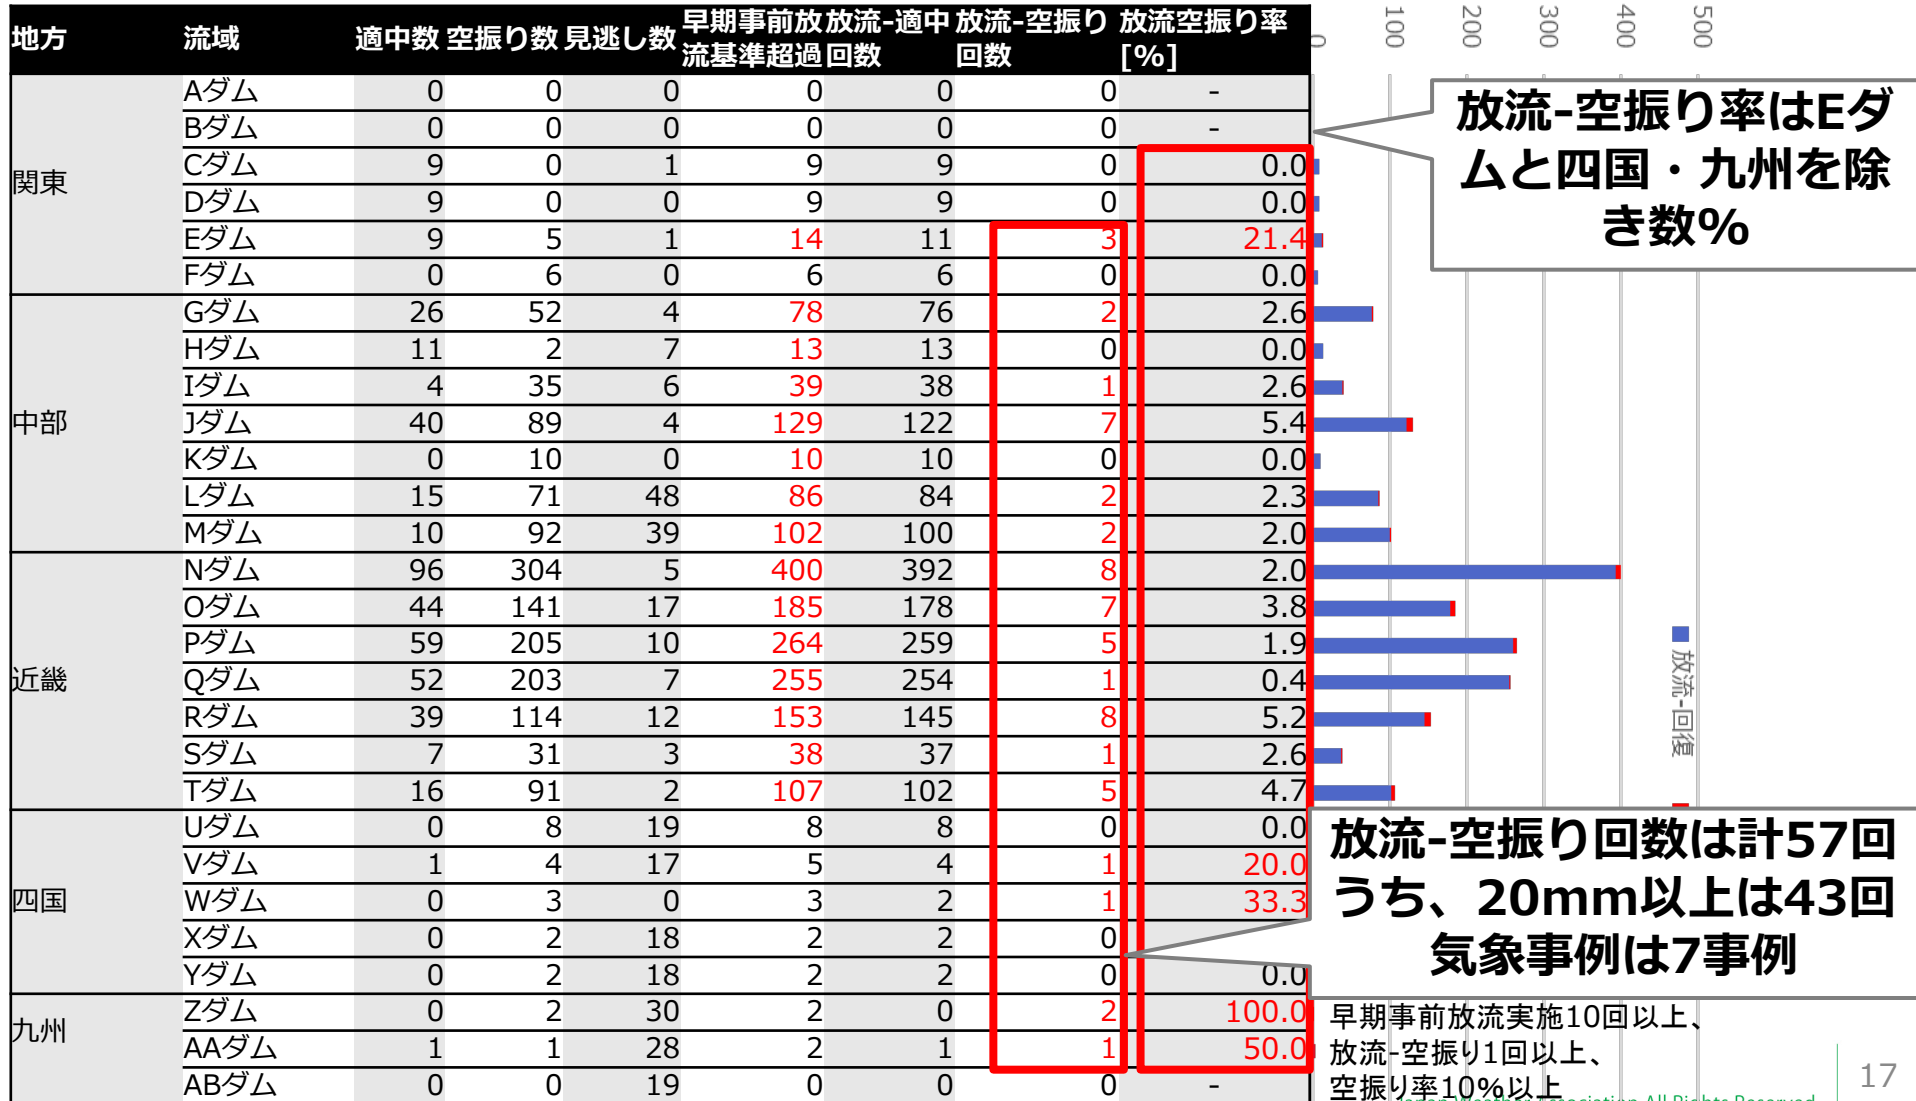 地方 流域 適中数 空振り数 見逃し数 早期事前放流基準超過 放流-適中回数 放流-空振り回数 放流空振り率[%]
0 100 200 300 400 500
関東
Aダム 0 0 0 0 0 0 -
Bダム 0 0 0 0 0 0 -
Cダム 9 0 1 9 9 0 0.0
Dダム 9 0 0 9 9 0 0.0
Eダム 9 5 1 14 11 3 21.4
Fダム 0 6 0 6 6 0 0.0
中部
Gダム 26 52 4 78 76 2 2.6
Hダム 11 2 7 13 13 0 0.0
Iダム 4 35 6 39 38 1 2.6
Jダム 40 89 4 129 122 7 5.4
Kダム 0 10 0 10 10 0 0.0
Lダム 15 71 48 86 84 2 2.3
Mダム 10 92 39 102 100 2 2.0
近畿
Nダム 96 304 5 400 392 8 2.0
Oダム 44 141 17 185 178 7 3.8
Pダム 59 205 10 264 259 5 1.9
Qダム 52 203 7 255 254 1 0.4
Rダム 39 114 12 153 145 8 5.2
Sダム 7 31 3 38 37 1 2.6
Tダム 16 91 2 107 102 5 4.7
四国
Uダム 0 8 19 8 8 0 0.0
Vダム 1 4 17 5 4 1 20.0
Wダム 0 3 0 3 2 1 33.3
Xダム 0 2 18 2 2 0
Yダム 0 2 18 2 2 0 0.0
九州
Zダム 0 2 30 2 0 2 100.0
AAダム 1 1 28 2 1 1 50.0
ABダム 0 0 19 0 0 0 -
放流-空振り率はEダ
ムと四国・九州を除
き数%
放流-回復
放流-空振り回数は計57回
うち、20mm以上は43回
気象事例は7事例
早期事前放流実施10回以上、
放流-空振り1回以上、
空振り率10%以上
Weather Association All Rights Reserved
17